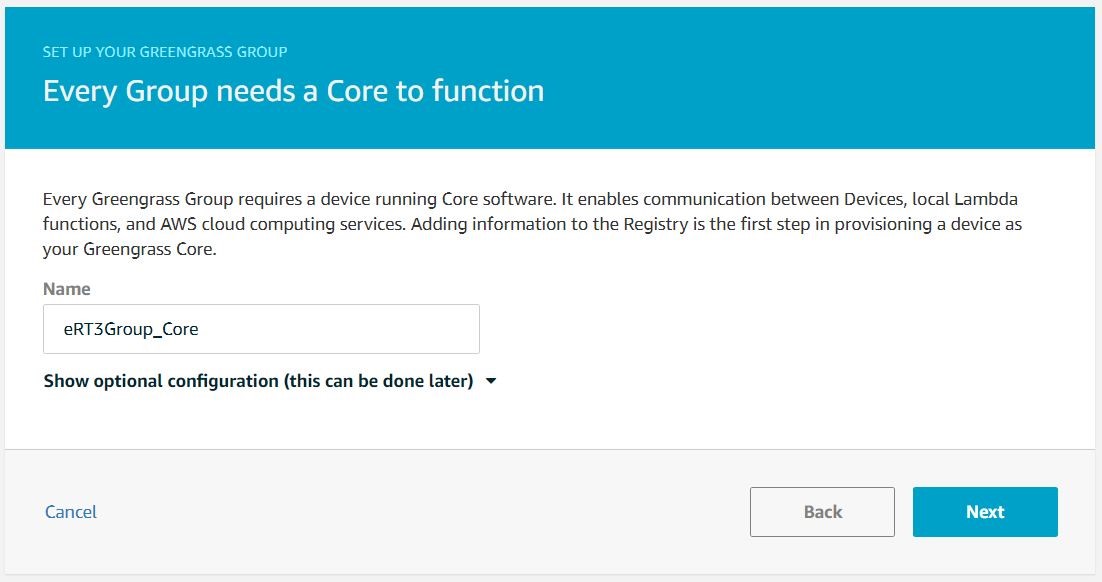 SET UP YOUR GREENGRASS GROUP
Every Group needs a Core to function
Every Greengrass Group requires a device running Core software. It enables communication between Devices, local Lambda
functions, and AWS cloud computing services. Adding information to the Registry is the first step in provisioning a device as
your Greengrass Core.
Name
eRT3Group_Core
Show optional configuration (this can be done later)
Cancel
Back
Next